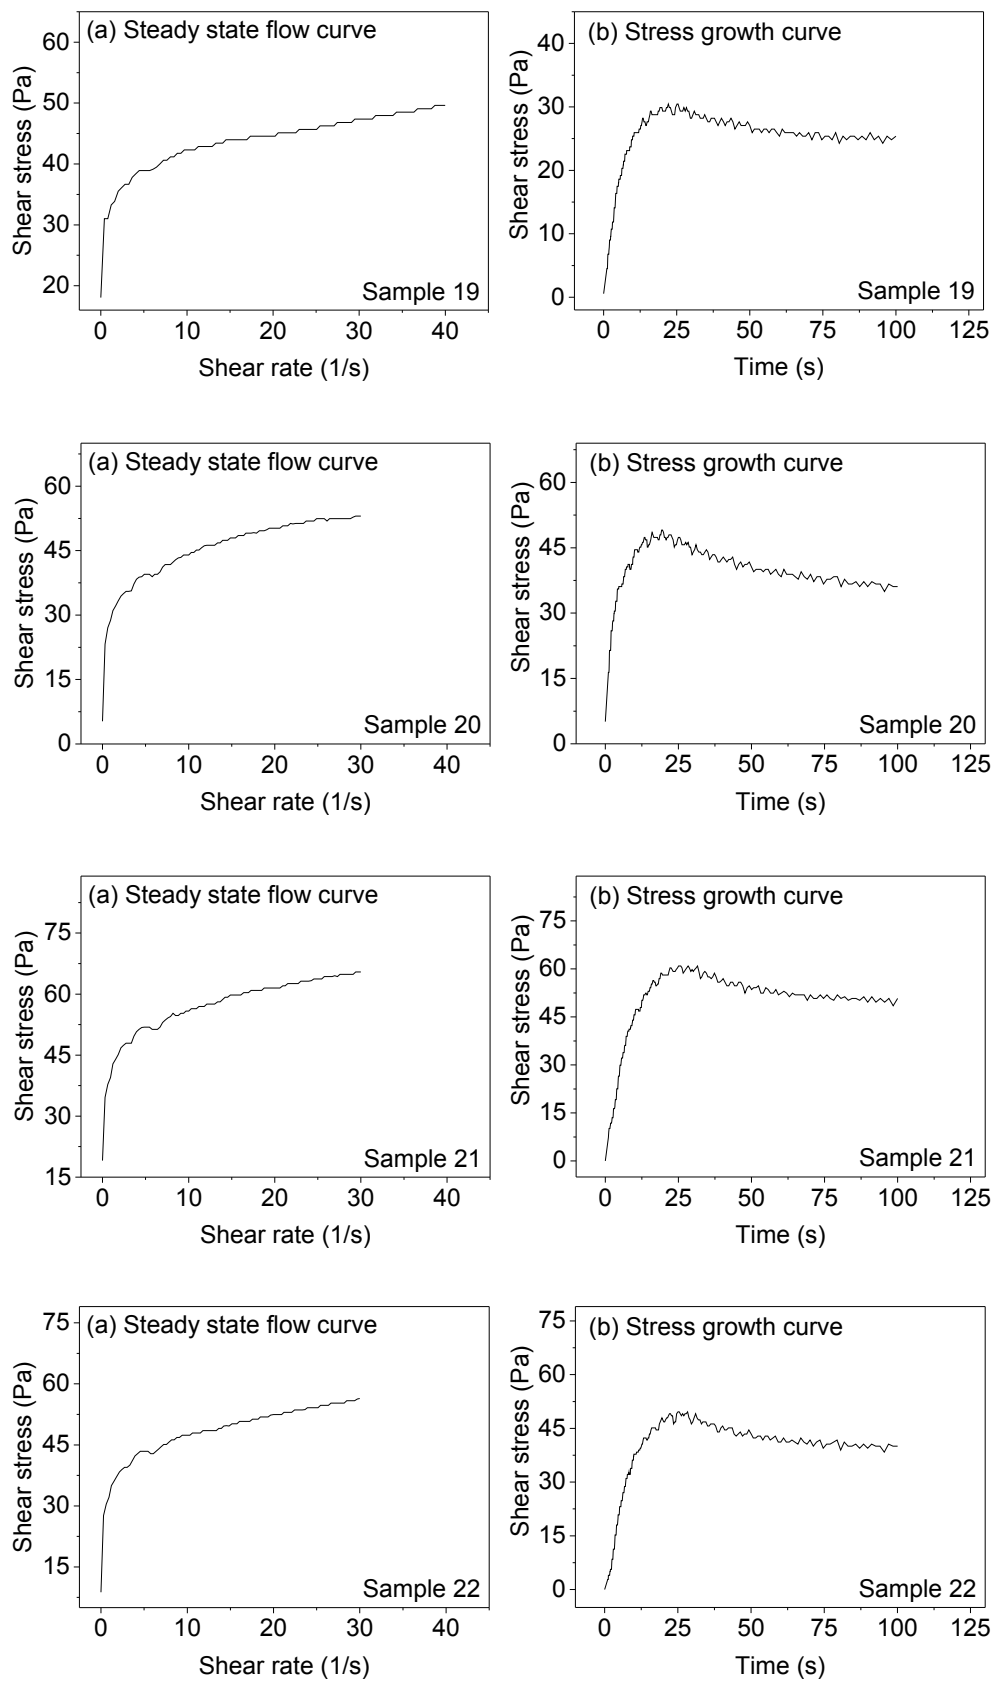 (a) Steady state flow curve
60
50
40
30
20
Shear stress (Pa)
Sample 19
0 10 20 30 40
Shear rate (1/s)
(b) Stress growth curve
40
30
20
10
0
Shear stress (Pa)
Sample 19
0 25 50 75 100 125
Time (s)
(a) Steady state flow curve
60
45
30
15
0
Shear stress (Pa)
Sample 20
0 10 20 30 40
Shear rate (1/s)
(b) Stress growth curve
60
45
30
15
0
Shear stress (Pa)
Sample 20
0 25 50 75 100 125
Time (s)
(a) Steady state flow curve
75
60
45
30
15
Shear stress (Pa)
Sample 21
0 10 20 30 40
Shear rate (1/s)
(b) Stress growth curve
75
60
45
30
15
0
Shear stress (Pa)
Sample 21
0 25 50 75 100 125
Time (s)
(a) Steady state flow curve
75
60
45
30
15
Shear stress (Pa)
Sample 22
0 10 20 30 40
Shear rate (1/s)
(b) Stress growth curve
75
60
45
30
15
0
Shear stress (Pa)
Sample 22
0 25 50 75 100 125
Time (s)